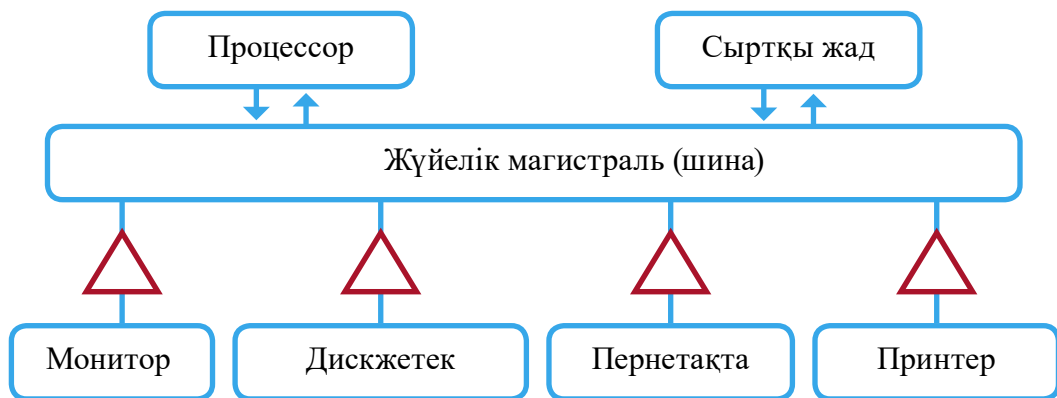 Процессор
Сыртқы жад
Жүйелік магистраль (шина)
Монитор
Дискжетек
Пернетақта
Принтер